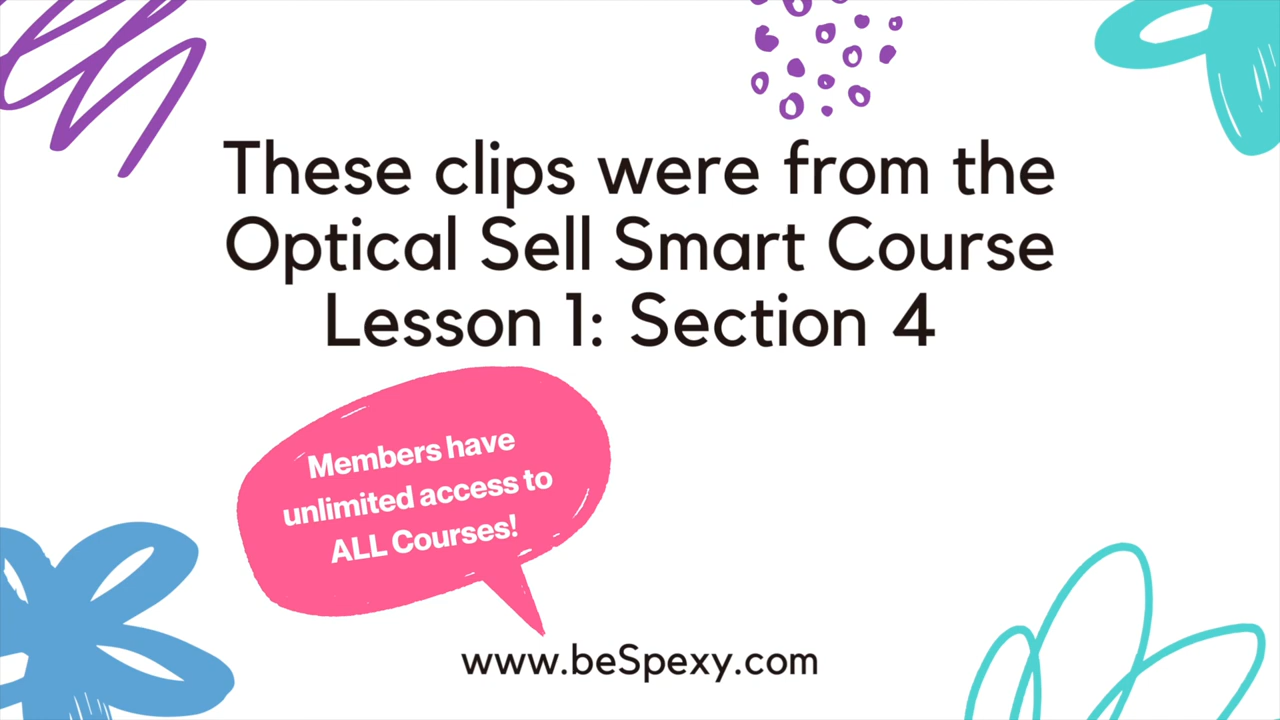 These clips were from the
Optical Sell Smart Course
Lesson 1: Section 4
Members have
unlimited access to
ALL Courses!
www.beSpexy.com